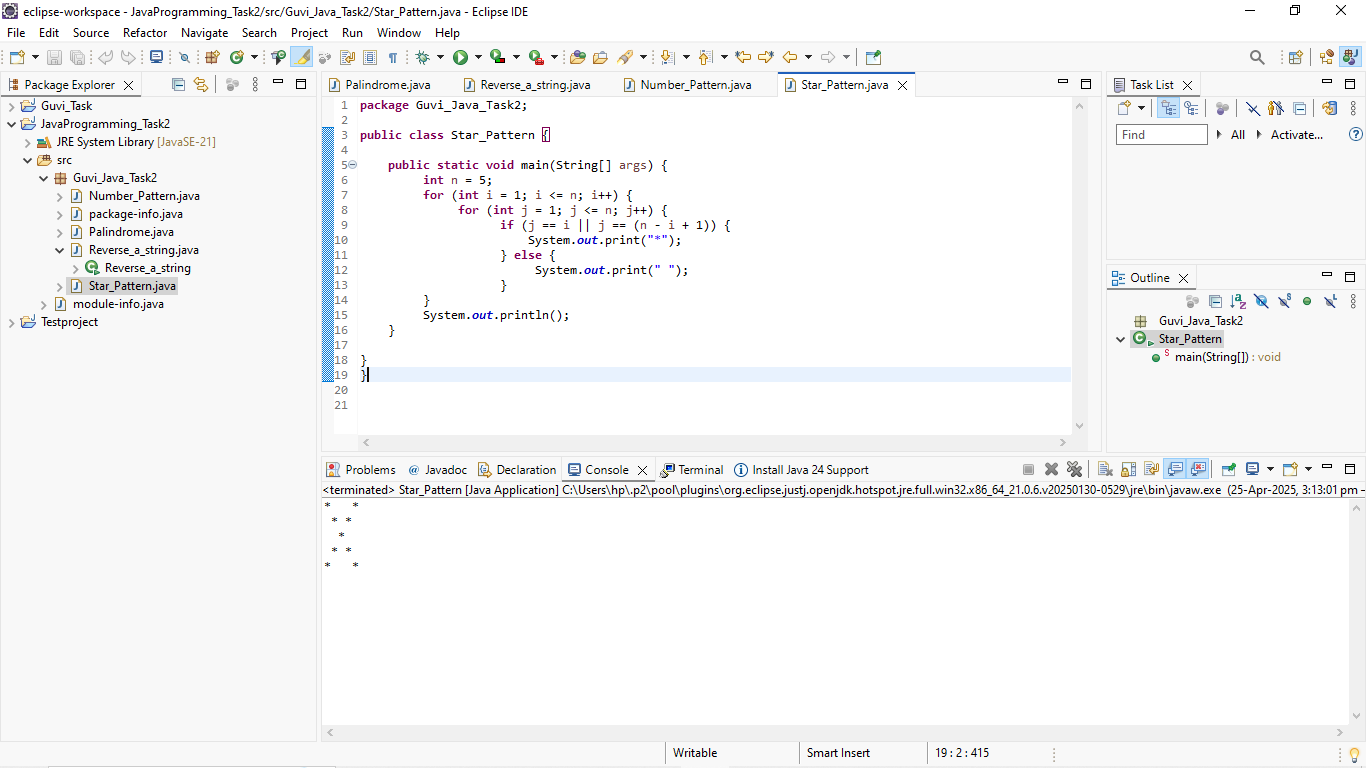 eclipse-workspace - JavaProgramming_Task2/src/Guvi_Java_Task2/Star_Pattern.java - Eclipse IDE
File Edit Source Refactor Navigate Search Project Run Window Help
Package Explorer
Guvi_Task
JavaProgramming_Task2
JRE System Library [JavaSE-21]
src
Guvi_Java_Task2
Number_Pattern.java
package-info.java
Palindrome.java
Reverse_a_string.java
Reverse_a_string
Star_Pattern.java
module-info.java
Testproject
Palindrome.java Reverse_a_string.java Number_Pattern.java Star_Pattern.java
1 package Guvi_Java_Task2;
2
3 public class Star_Pattern {
4
5     public static void main(String[] args) {
6         int n = 5;
7         for (int i = 1; i <= n; i++) {
8              for (int j = 1; j <= n; j++) {
9                    if (j == i || j == (n - i + 1)) {
10                       System.out.print("*");
11                   } else {
12                        System.out.print(" ");
13                   }
14        }
15        System.out.println();
16    }
17
18 }
19 }
20
21
Task List
Find All Activate...
Outline
Guvi_Java_Task2
Star_Pattern
main(String[]) : void
Problems Javadoc Declaration Console Terminal Install Java 24 Support
<terminated> Star_Pattern [Java Application] C:\Users\hp\.p2\pool\plugins\org.eclipse.justj.openjdk.hotspot.jre.full.win32.x86_64_21.0.6.v20250130-0529\jre\bin\javaw.exe (25-Apr-2025, 3:13:01 pm –
*   *
 * *
  *
 * *
*   *
Writable Smart Insert 19 : 2 : 415